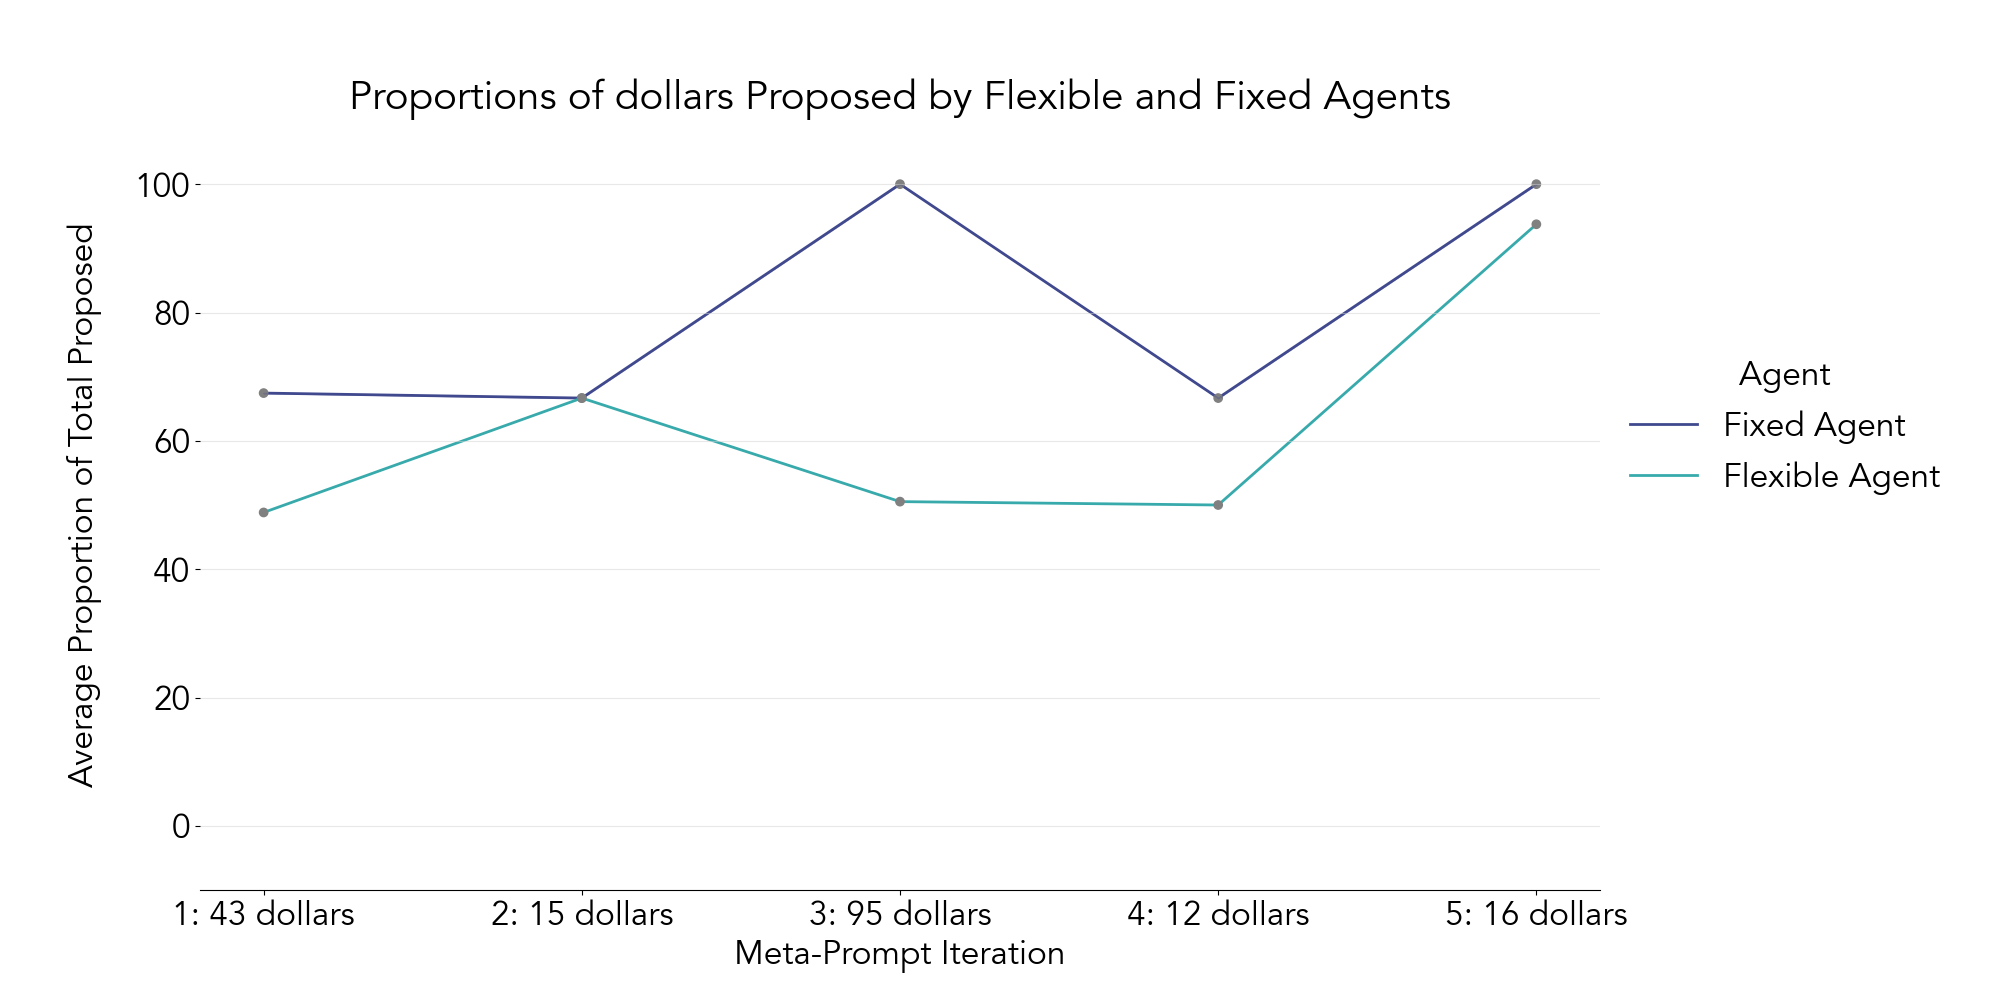 Proportions of dollars Proposed by Flexible and Fixed Agents
Average Proportion of Total Proposed
100
80
60
40
20
0
1: 43 dollars
2: 15 dollars
3: 95 dollars
4: 12 dollars
5: 16 dollars
Meta-Prompt Iteration
Agent
Fixed Agent
Flexible Agent